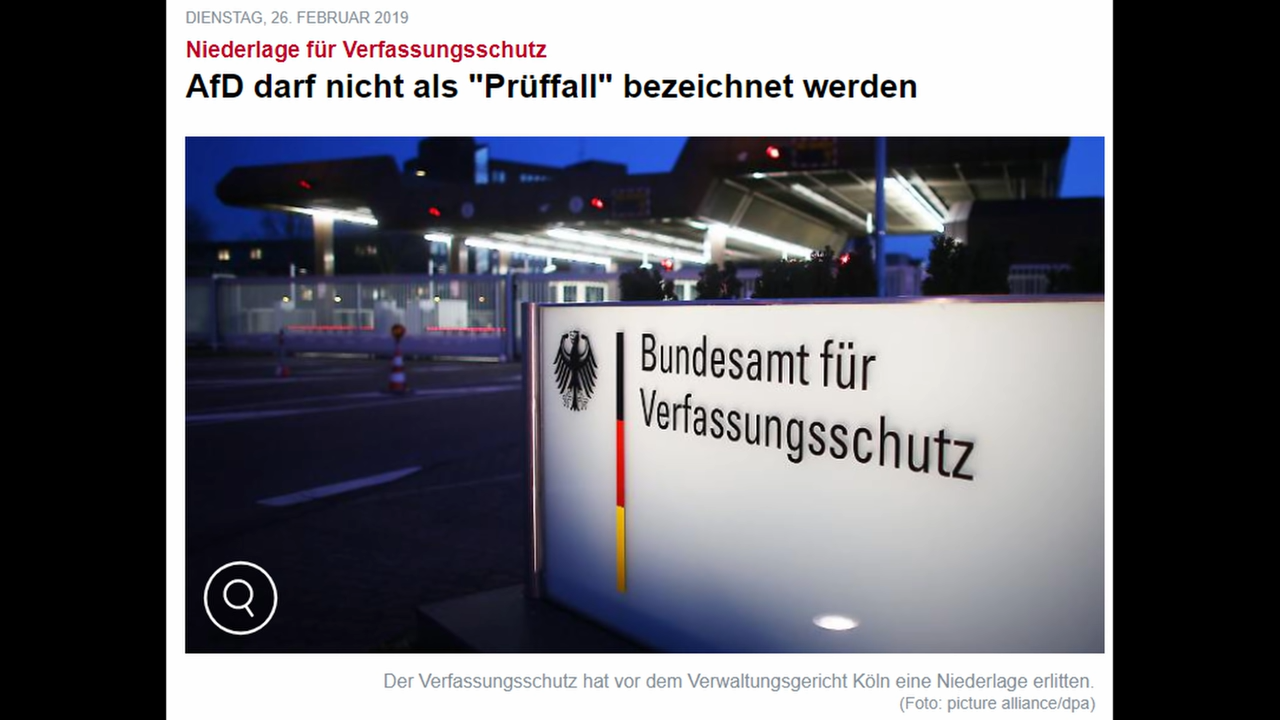 DIENSTAG, 26. FEBRUAR 2019
Niederlage für Verfassungsschutz
AfD darf nicht als "Prüffall" bezeichnet werden
Bundesamt für
Verfassungsschutz
Der Verfassungsschutz hat vor dem Verwaltungsgericht Köln eine Niederlage erlitten.
(Foto: picture alliance/dpa)